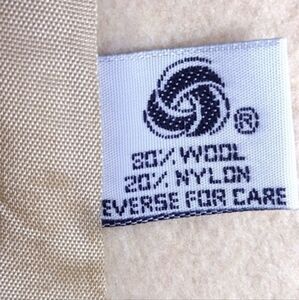 ®
80% WOOL
20% NYLON
EVERSE FOR CARE